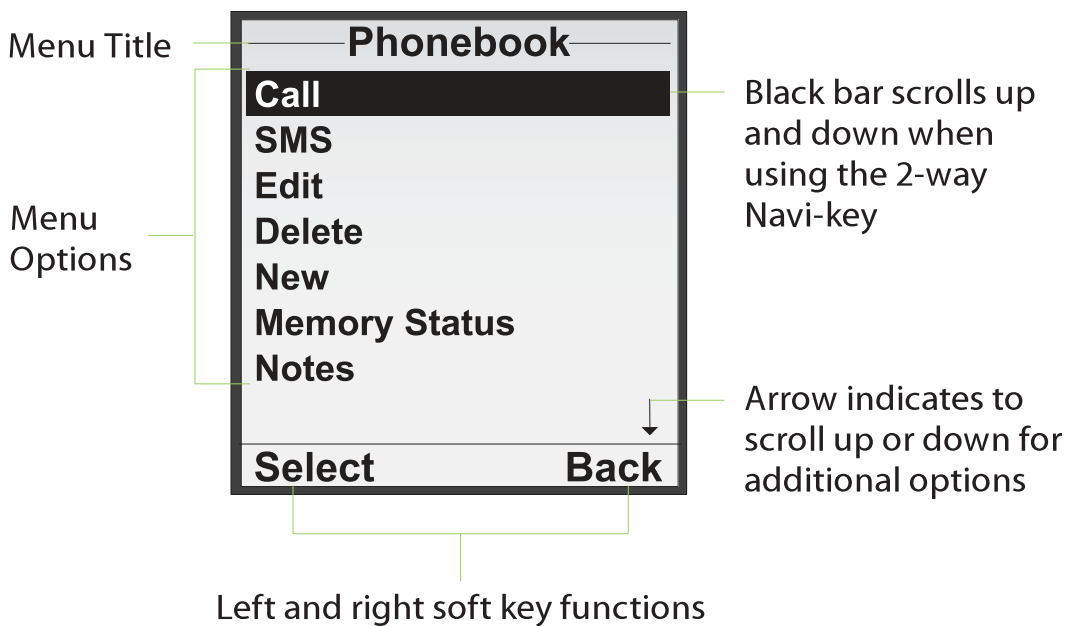 Menu Title
Phonebook
Call
SMS
Edit
Delete
New
Memory Status
Notes
Select
Back
Menu
Options
Black bar scrolls up
and down when
using the 2-way
Navi-key
Arrow indicates to
scroll up or down for
additional options
Left and right soft key functions